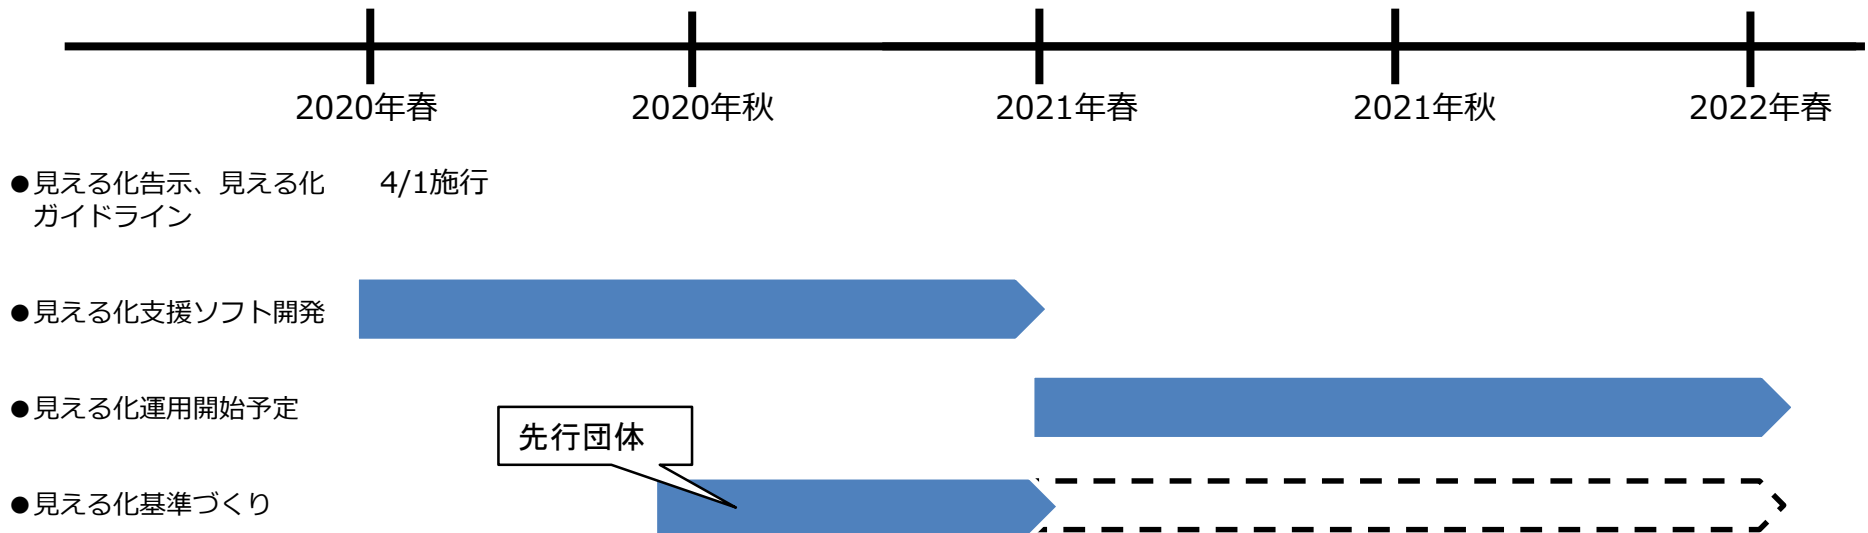 2020年春
2020年秋
2021年春
2021年秋
2022年春
●見える化告示、見える化
ガイドライン
4/1施行
●見える化支援ソフト開発
●見える化運用開始予定
先行団体
●見える化基準づくり